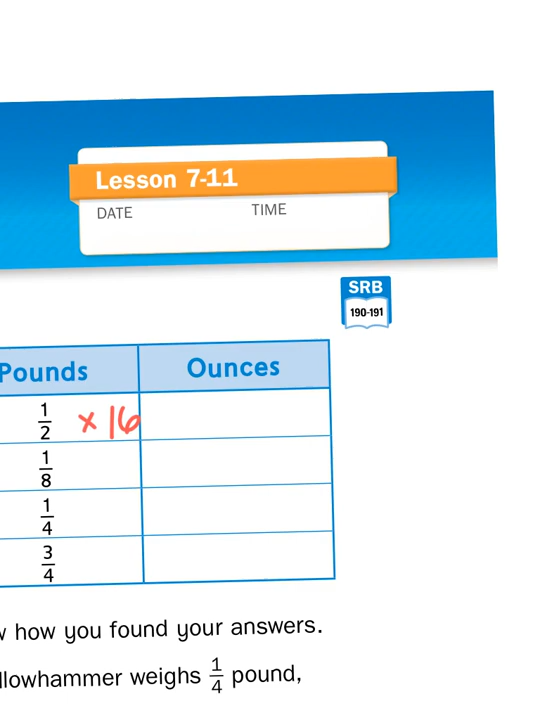 Lesson 7-11
DATE TIME
SRB
190-191
Pounds Ounces
1/2 × 16
1/8
1/4
3/4
how you found your answers.
weighs 1/4 pound,